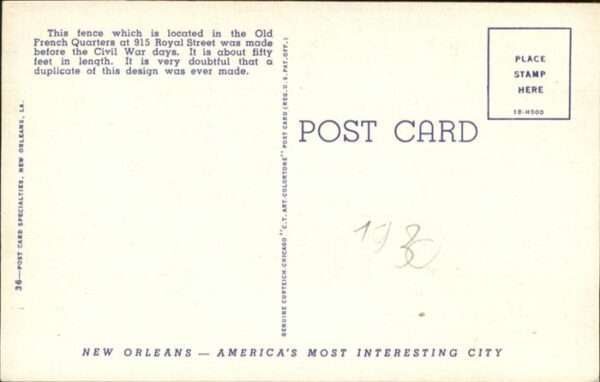 This fence which is located in the Old
French Quarters at 915 Royal Street was made
before the Civil War days. It is about fifty
feet in length. It is very doubtful that a
duplicate of this design was ever made.
36—POST CARD SPECIALTIES, NEW ORLEANS, LA.
GENUINE CURTEICH-CHICAGO "C.T. ART-COLORTONE" POST CARD (REG. U.S. PAT. OFF.)
POST CARD
PLACE
STAMP
HERE
1B-H500
NEW ORLEANS — AMERICA'S MOST INTERESTING CITY